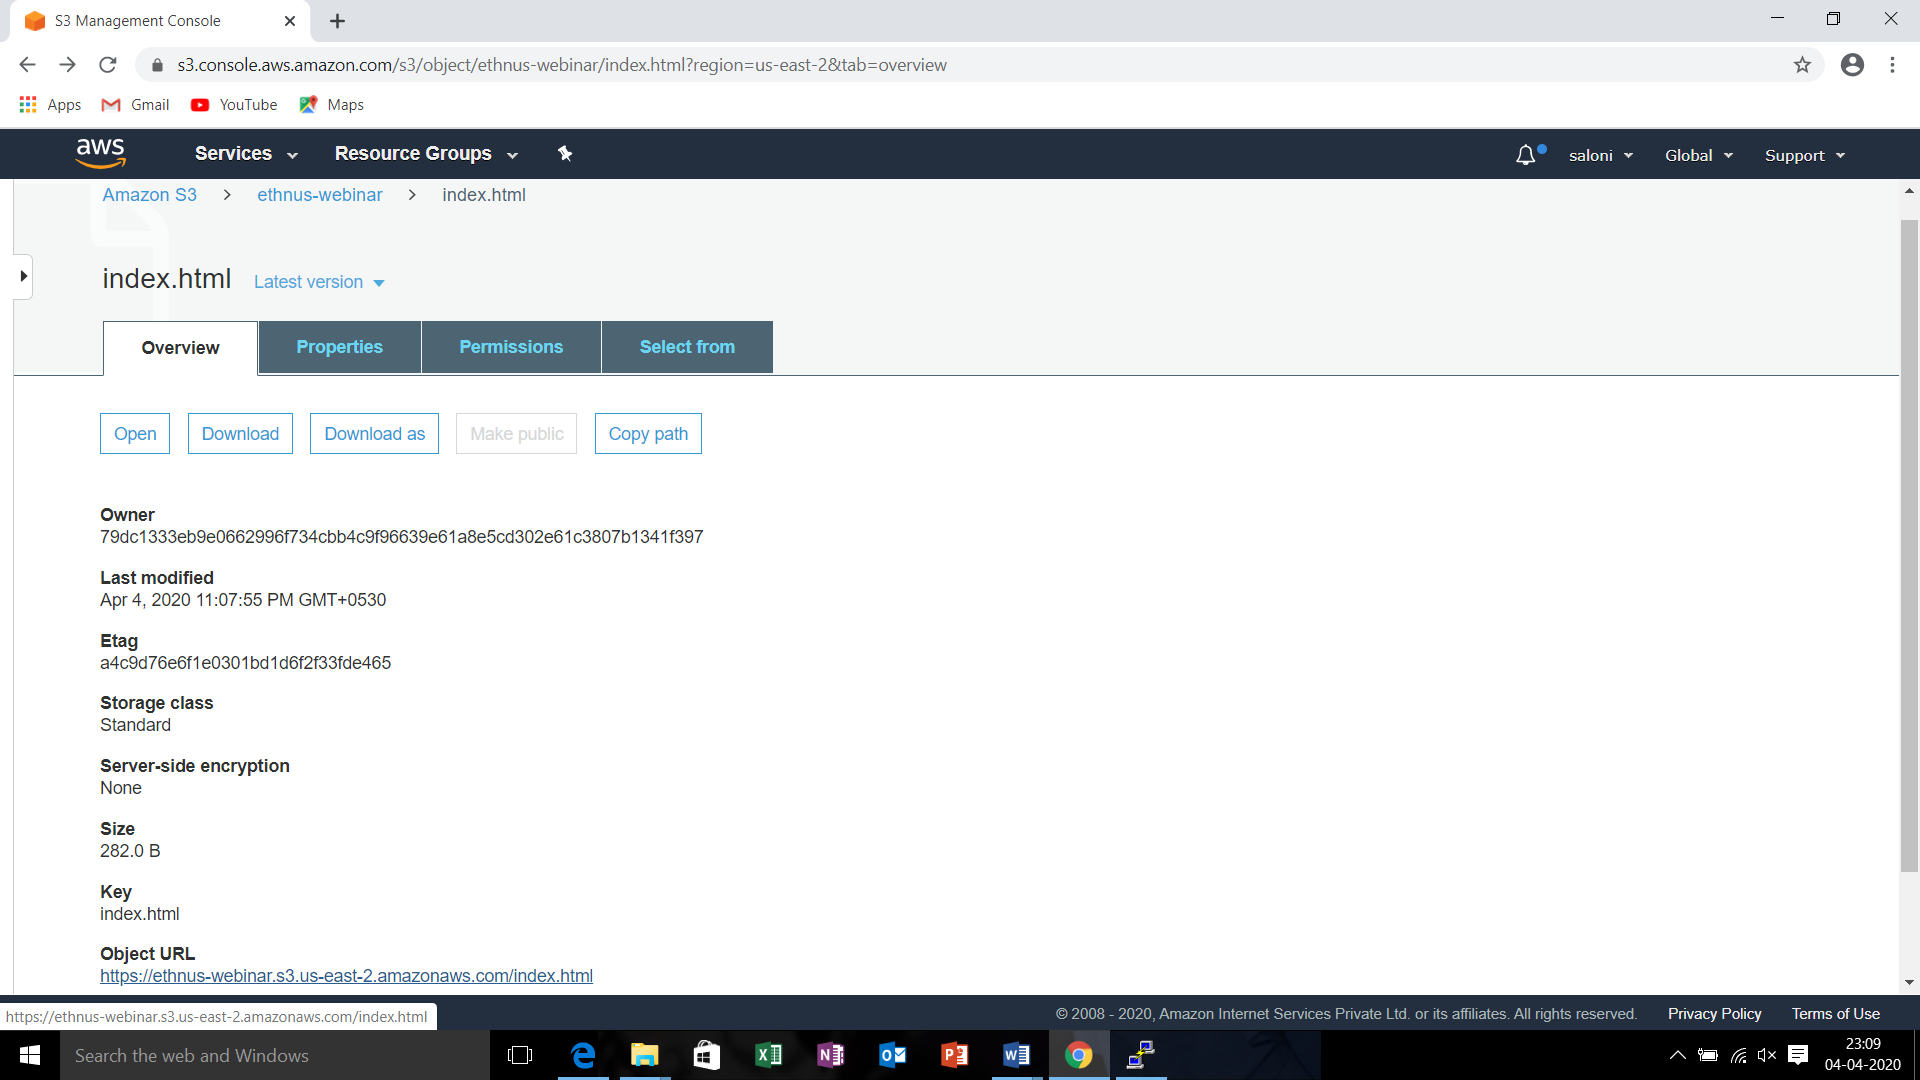 S3 Management Console
s3.console.aws.amazon.com/s3/object/ethnus-webinar/index.html?region=us-east-2&tab=overview
Apps Gmail YouTube Maps
aws Services Resource Groups saloni Global Support
Amazon S3 > ethnus-webinar > index.html
index.html Latest version
Overview Properties Permissions Select from
Open Download Download as Make public Copy path
Owner
79dc1333eb9e0662996f734cbb4c9f96639e61a8e5cd302e61c3807b1341f397
Last modified
Apr 4, 2020 11:07:55 PM GMT+0530
Etag
a4c9d76e6f1e0301bd1d6f2f33fde465
Storage class
Standard
Server-side encryption
None
Size
282.0 B
Key
index.html
Object URL
https://ethnus-webinar.s3.us-east-2.amazonaws.com/index.html
https://ethnus-webinar.s3.us-east-2.amazonaws.com/index.html
© 2008 - 2020, Amazon Internet Services Private Ltd. or its affiliates. All rights reserved. Privacy Policy Terms of Use
Search the web and Windows
23:09
04-04-2020